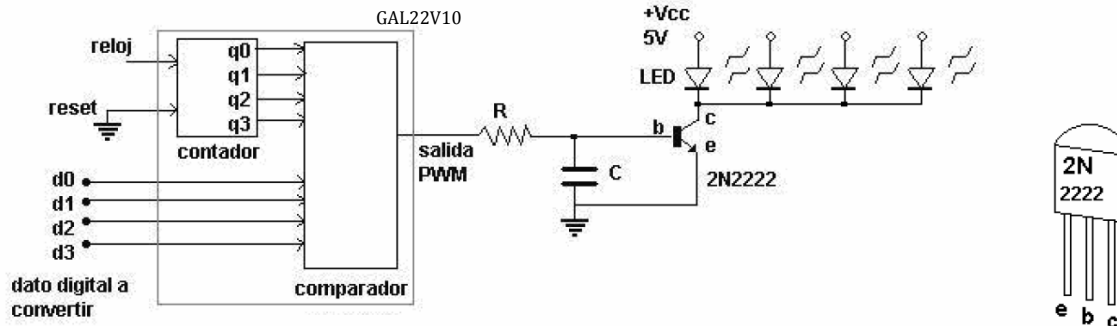 GAL22V10
reloj
reset
q0
q1
q2
q3
contador
d0
d1
d2
d3
dato digital a
convertir
comparador
salida
PWM
R
C
+Vcc
5V
LED
b
c
e
2N2222
2N
2222
e b c